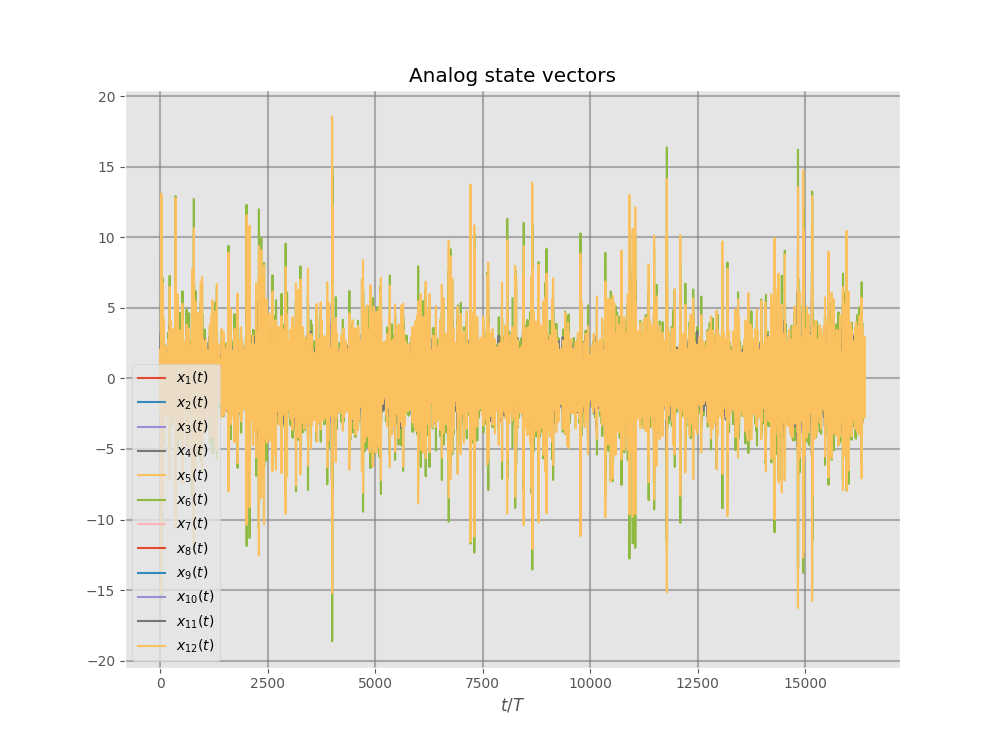 Analog state vectors
20
15
10
5
0
−5
−10
−15
−20
x₁(t)
x₂(t)
x₃(t)
x₄(t)
x₅(t)
x₆(t)
x₇(t)
x₈(t)
x₉(t)
x₁₀(t)
x₁₁(t)
x₁₂(t)
0 2500 5000 7500 10000 12500 15000
t/T